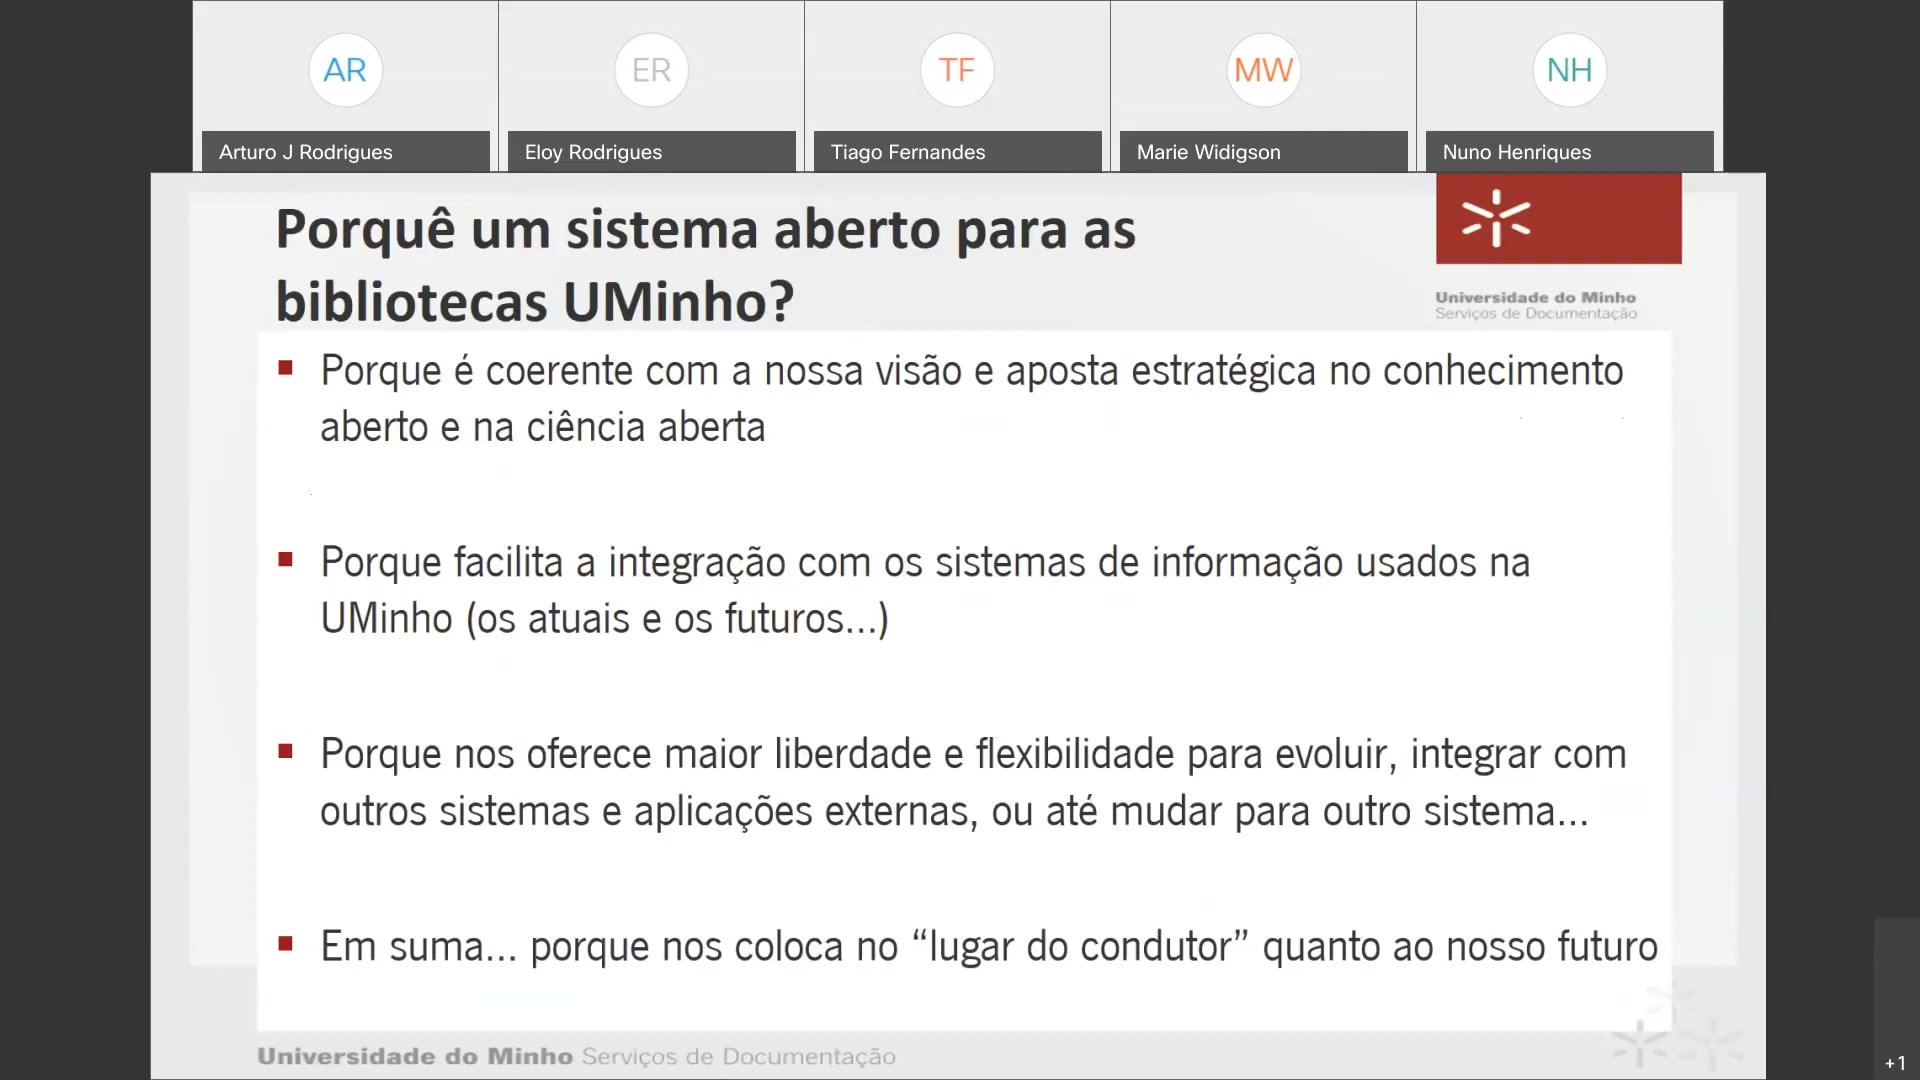 AR
ER
TF
MW
NH
Arturo J Rodrigues
Eloy Rodrigues
Tiago Fernandes
Marie Widigson
Nuno Henriques
Porquê um sistema aberto para as
bibliotecas UMinho?
Universidade do Minho
Serviços de Documentação
Porque é coerente com a nossa visão e aposta estratégica no conhecimento
aberto e na ciência aberta
Porque facilita a integração com os sistemas de informação usados na
UMinho (os atuais e os futuros...)
Porque nos oferece maior liberdade e flexibilidade para evoluir, integrar com
outros sistemas e aplicações externas, ou até mudar para outro sistema...
Em suma... porque nos coloca no “lugar do condutor” quanto ao nosso futuro
Universidade do Minho Serviços de Documentação
+1